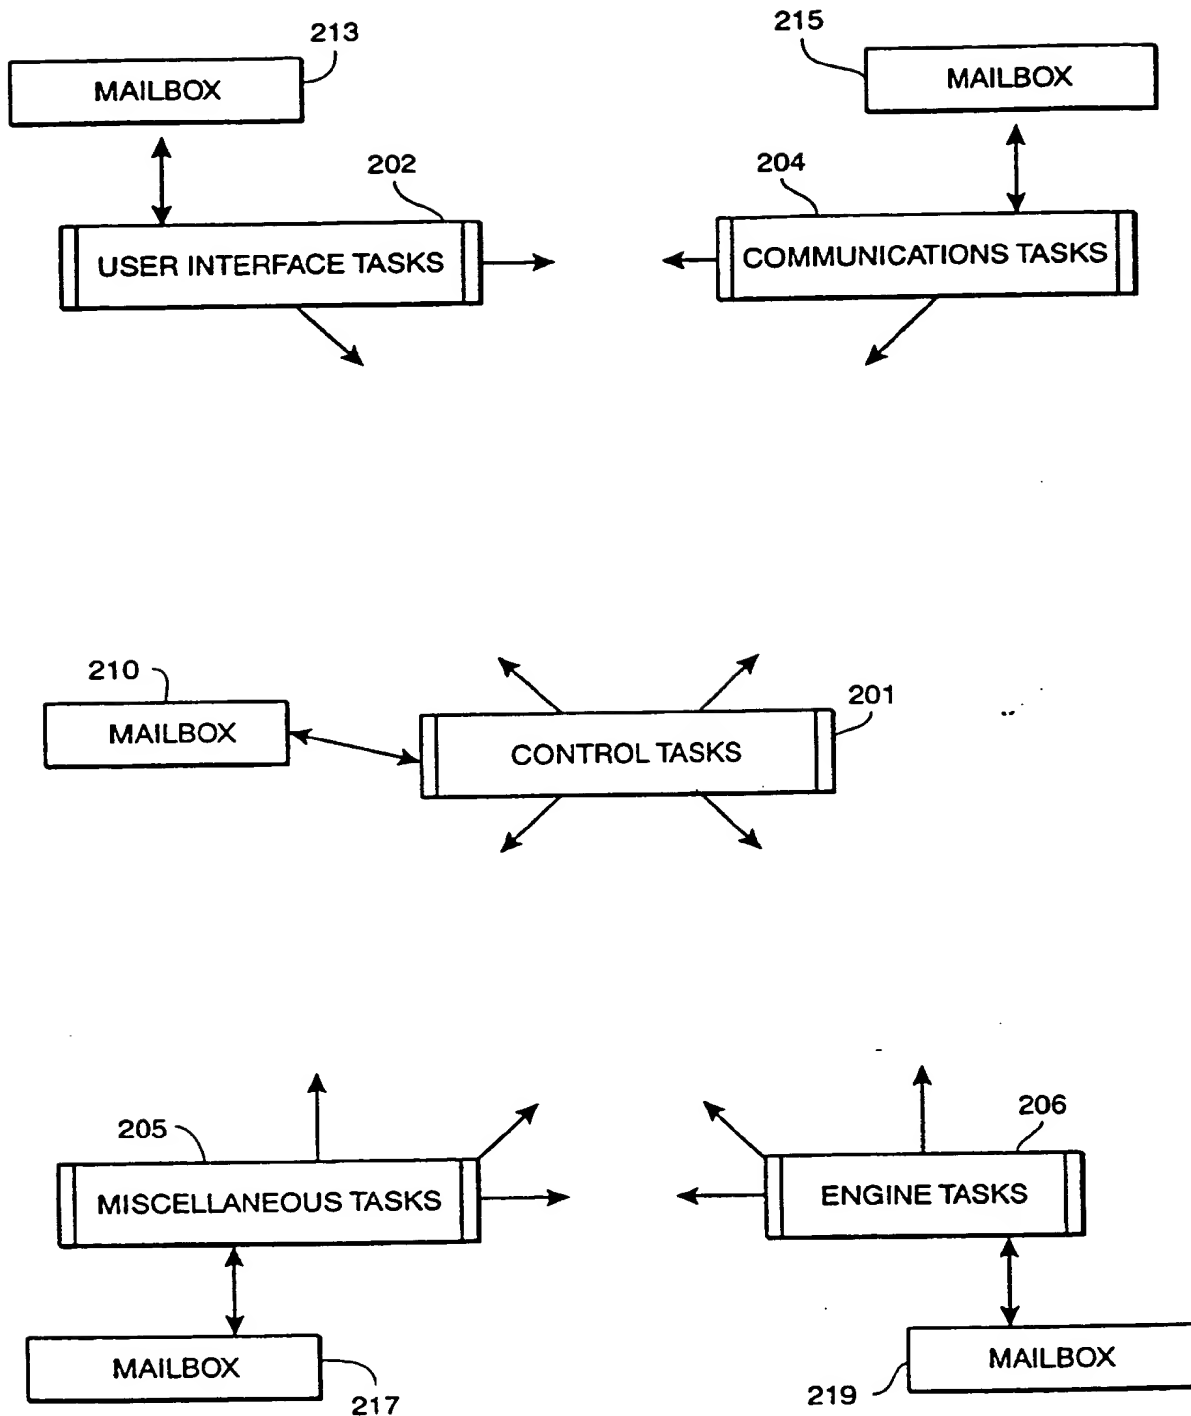 213
MAILBOX
215
MAILBOX
202
USER INTERFACE TASKS
204
COMMUNICATIONS TASKS
210
MAILBOX
201
CONTROL TASKS
205
MISCELLANEOUS TASKS
206
ENGINE TASKS
MAILBOX
217
MAILBOX
219